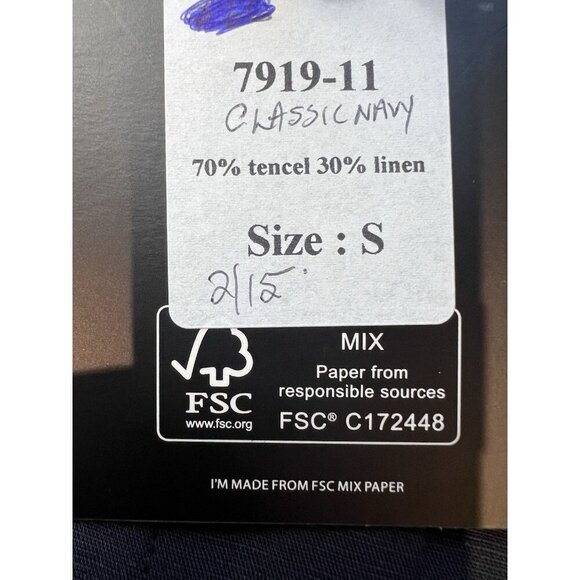 7919-11
CLASSIC NAVY
70% tencel 30% linen
Size : S
2/15
FSC
www.fsc.org
MIX
Paper from
responsible sources
FSC® C172448
I'M MADE FROM FSC MIX PAPER